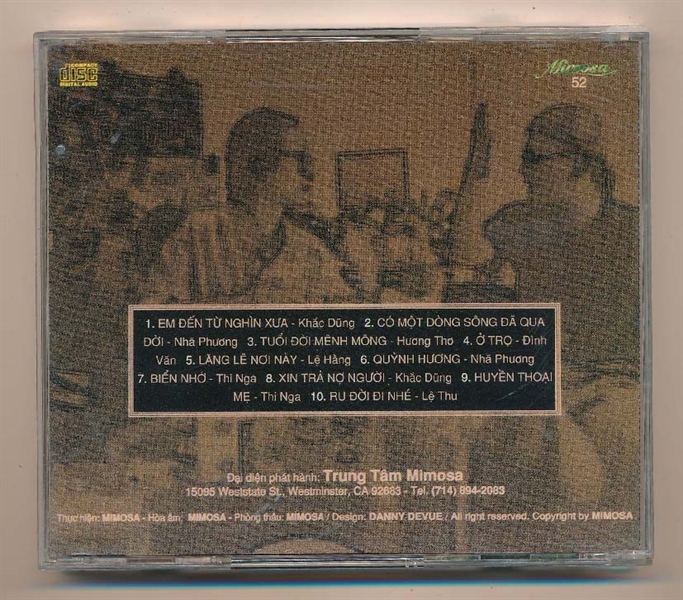 COMPACT
disc
DIGITAL AUDIO
Mimosa
52
1. EM ĐẾN TỪ NGHÌN XƯA - Khắc Dũng 2. CÓ MỘT DÒNG SÔNG ĐÃ QUA
ĐỜI - Nhã Phương 3. TUỔI ĐỜI MÊNH MÔNG - Hương Thơ 4. Ở TRỌ - Đình
Văn 5. LẶNG LẼ NƠI NÀY - Lệ Hằng 6. QUỲNH HƯƠNG - Nhã Phương
7. BIỂN NHỚ - Thi Nga 8. XIN TRẢ NỢ NGƯỜI - Khắc Dũng 9. HUYỀN THOẠI
MẸ - Thi Nga 10. RU ĐỜI ĐI NHÉ - Lệ Thu
Đại diện phát hành: Trung Tâm Mimosa
15095 Weststate St., Westminster, CA 92683 - Tel. (714) 894-2083
Thực hiện: MIMOSA - Hòa âm: MIMOSA - Phòng thâu: MIMOSA / Design: DANNY DEVUE / All right reserved. Copyright by MIMOSA